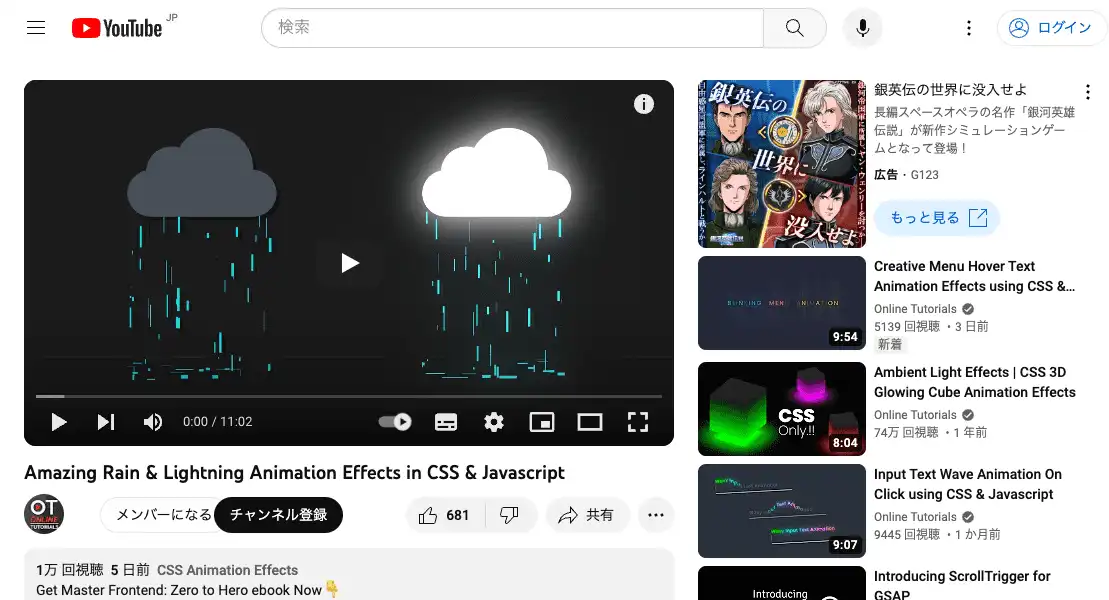 YouTube JP
検索
ログイン
銀英伝の
世界に
没入せよ
銀英伝の世界に没入せよ
長編スペースオペラの名作「銀河英雄
伝説」が新作シミュレーションゲー
ムとなって登場！
広告・G123
もっと見る
0:00 / 11:02
Amazing Rain & Lightning Animation Effects in CSS & Javascript
OT
ONLINE
TUTORIALS
メンバーになる
チャンネル登録
681
共有
1万 回視聴 5 日前 CSS Animation Effects
Get Master Frontend: Zero to Hero ebook Now👇
9:54
Creative Menu Hover Text
Animation Effects using CSS &...
Online Tutorials
5139 回視聴 ・3 日前
新着
CSS
Only.!!
8:04
Ambient Light Effects | CSS 3D
Glowing Cube Animation Effects
Online Tutorials
74万 回視聴 ・1 年前
9:07
Input Text Wave Animation On
Click using CSS & Javascript
Online Tutorials
9445 回視聴 ・1 か月前
Introducing
Introducing ScrollTrigger for
GSAP